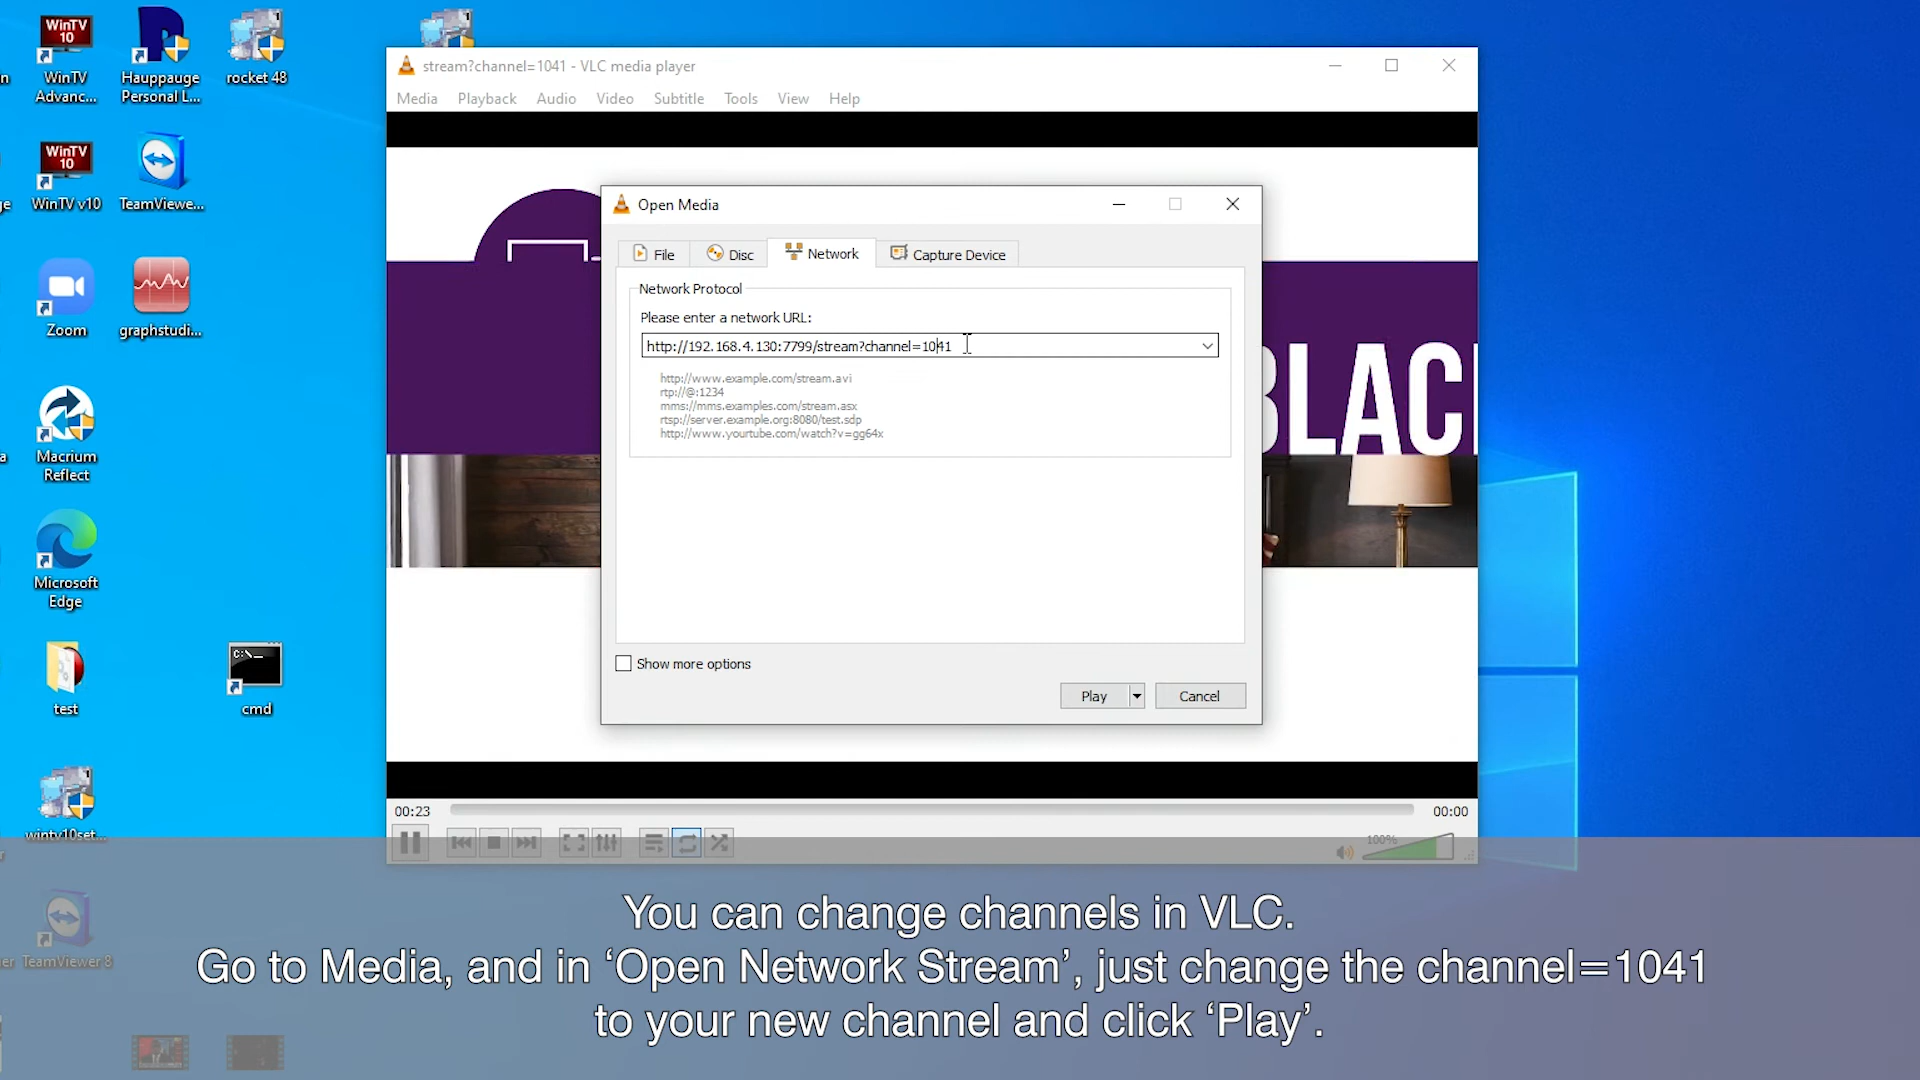 WinTV
10
WinTV
Advanc...
Hauppauge
Personal L...
rocket 48
WinTV
10
WinTV v10
TeamViewe...
Zoom
graphstudi...
Macrium
Reflect
Microsoft
Edge
test
C:\_
cmd
wintv10set...
TeamViewer 8
stream?channel=1041 - VLC media player
Media Playback Audio Video Subtitle Tools View Help
BLAC
Open Media
File Disc Network Capture Device
Network Protocol
Please enter a network URL:
http://192.168.4.130:7799/stream?channel=1041
http://www.example.com/stream.avi
rtp://@:1234
mms://mms.examples.com/stream.asx
rtsp://server.example.org:8080/test.sdp
http://www.yourtube.com/watch?v=gg64x
Show more options
Play Cancel
00:23 00:00
100%
You can change channels in VLC.
Go to Media, and in ‘Open Network Stream’, just change the channel=1041
to your new channel and click ‘Play’.